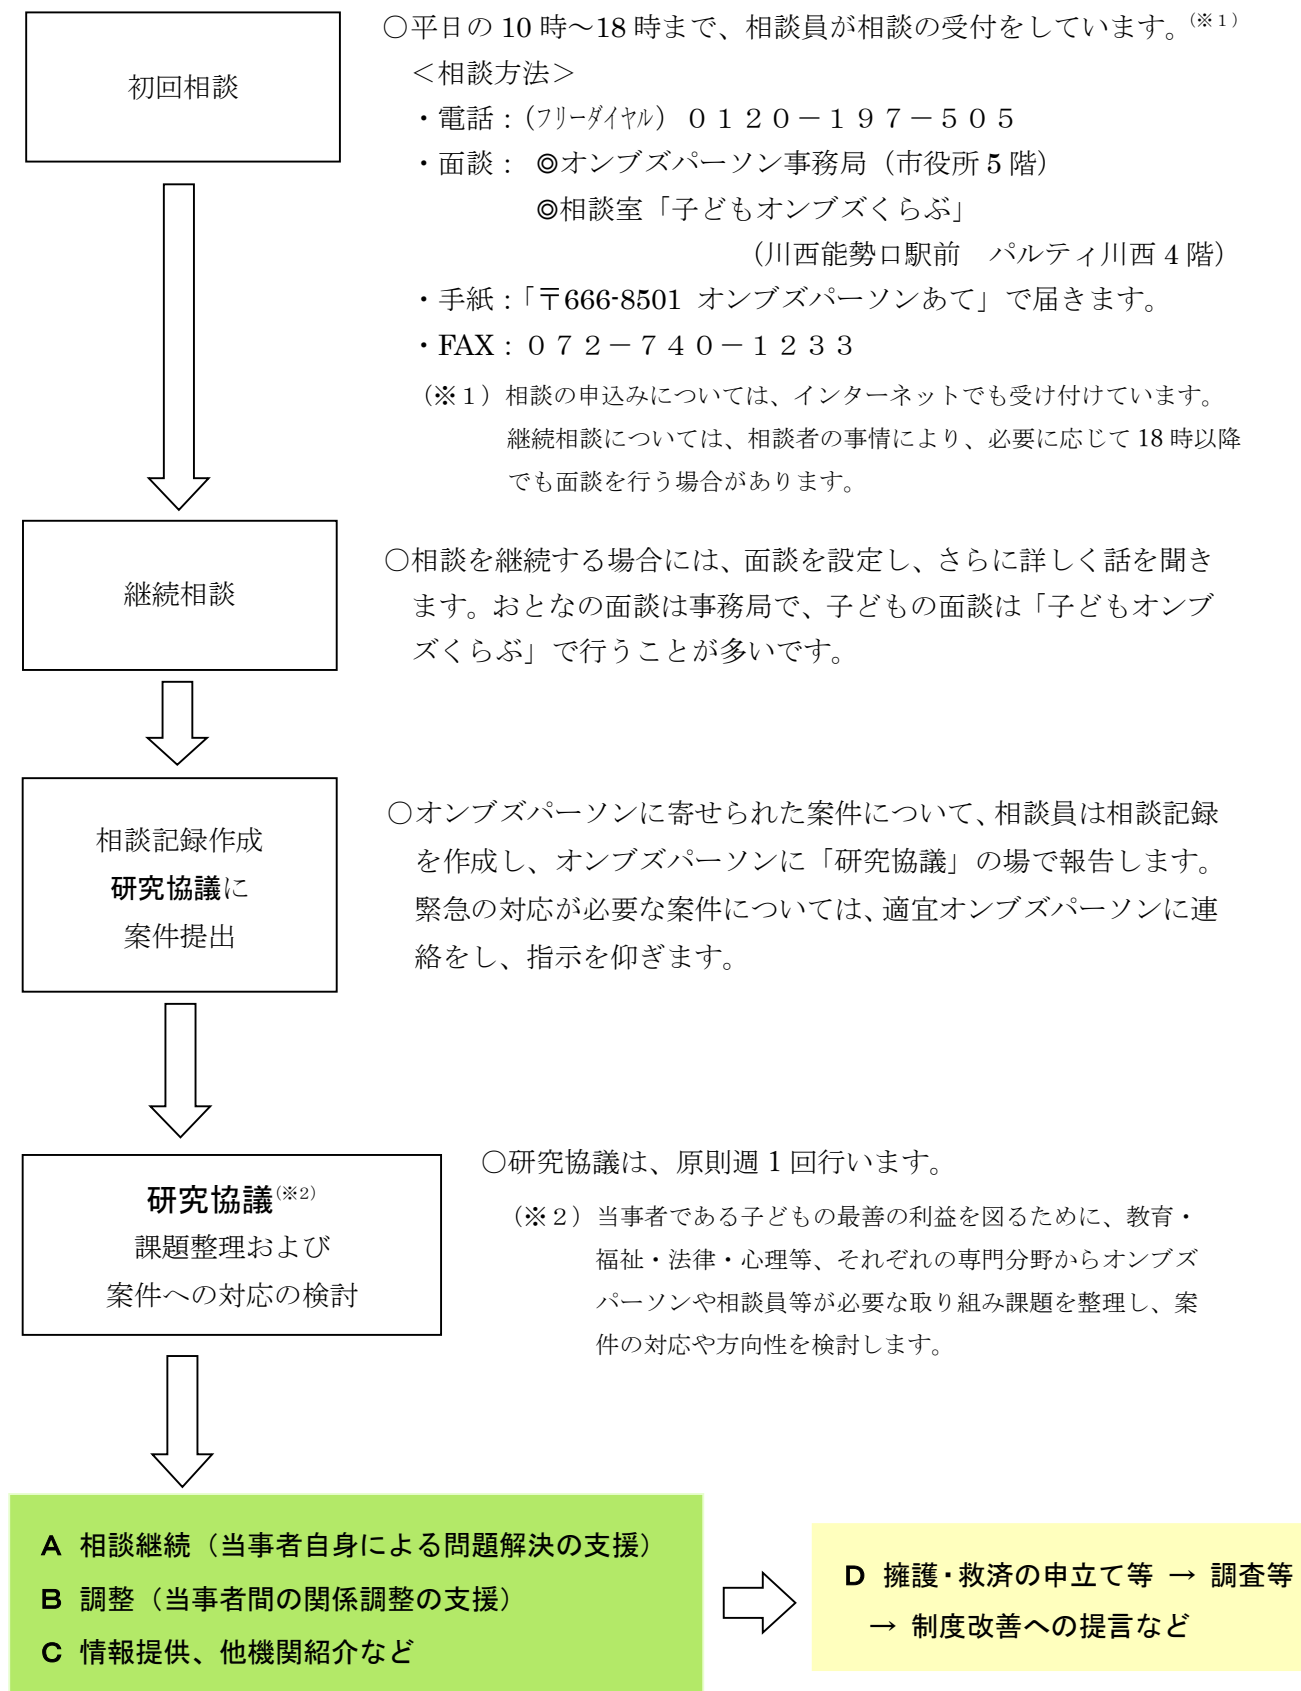 初回相談
○平日の 10 時～18 時まで、相談員が相談の受付をしています。(※1)
＜相談方法＞
・電話：(フリーダイヤル) ０１２０－１９７－５０５
・面談： ◎オンブズパーソン事務局（市役所 5 階）
◎相談室「子どもオンブズくらぶ」
（川西能勢口駅前　パルティ川西 4 階）
・手紙：「〒666-8501 オンブズパーソンあて」で届きます。
・FAX：０７２－７４０－１２３３
（※１）相談の申込みについては、インターネットでも受け付けています。
継続相談については、相談者の事情により、必要に応じて 18 時以降
でも面談を行う場合があります。
継続相談
○相談を継続する場合には、面談を設定し、さらに詳しく話を聞き
ます。おとなの面談は事務局で、子どもの面談は「子どもオンブ
ズくらぶ」で行うことが多いです。
相談記録作成
研究協議に
案件提出
○オンブズパーソンに寄せられた案件について、相談員は相談記録
を作成し、オンブズパーソンに「研究協議」の場で報告します。
緊急の対応が必要な案件については、適宜オンブズパーソンに連
絡をし、指示を仰ぎます。
研究協議(※2)
課題整理および
案件への対応の検討
○研究協議は、原則週 1 回行います。
（※２）当事者である子どもの最善の利益を図るために、教育・
福祉・法律・心理等、それぞれの専門分野からオンブズ
パーソンや相談員等が必要な取り組み課題を整理し、案
件の対応や方向性を検討します。
A 相談継続（当事者自身による問題解決の支援）
B 調整（当事者間の関係調整の支援）
C 情報提供、他機関紹介など
D 擁護・救済の申立て等 → 調査等
→ 制度改善への提言など